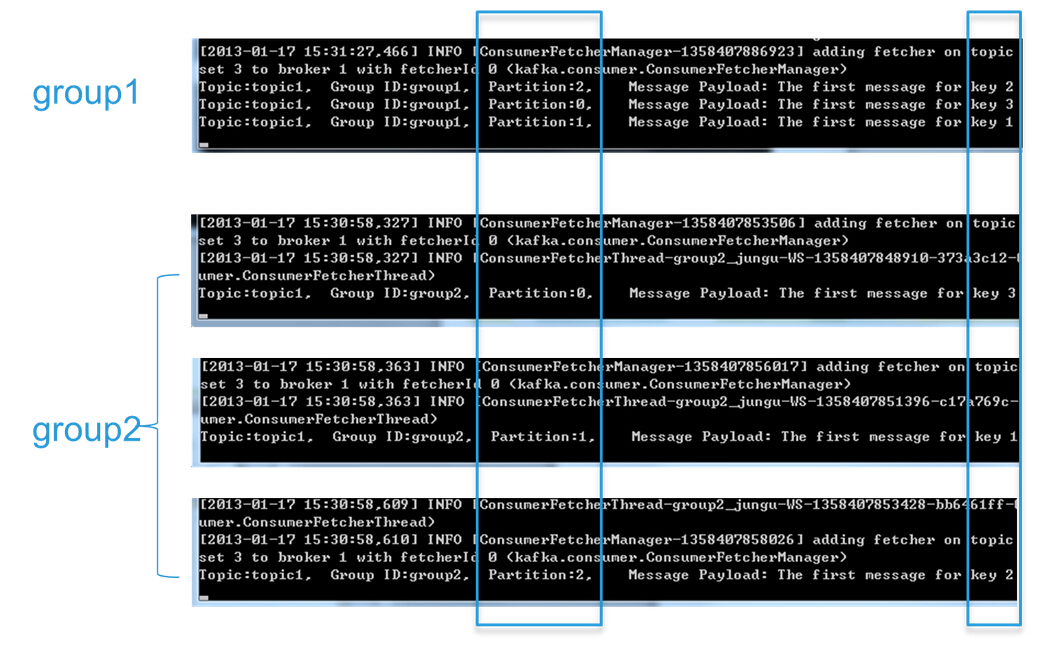 group1
[2013-01-17 15:31:27,466] INFO [ConsumerFetcherManager-1358407886923] adding fetcher on topic
set 3 to broker 1 with fetcherId 0 (kafka.consumer.ConsumerFetcherManager)
Topic:topic1, Group ID:group1, Partition:2, Message Payload: The first message for key 2
Topic:topic1, Group ID:group1, Partition:0, Message Payload: The first message for key 3
Topic:topic1, Group ID:group1, Partition:1, Message Payload: The first message for key 1
group2
[2013-01-17 15:30:58,327] INFO [ConsumerFetcherManager-1358407853506] adding fetcher on topic
set 3 to broker 1 with fetcherId 0 (kafka.consumer.ConsumerFetcherManager)
[2013-01-17 15:30:58,327] INFO [ConsumerFetcherThread-group2_jungu-WS-1358407848910-373a3c12-
umer.ConsumerFetcherThread)
Topic:topic1, Group ID:group2, Partition:0, Message Payload: The first message for key 3
[2013-01-17 15:30:58,363] INFO [ConsumerFetcherManager-1358407856017] adding fetcher on topic
set 3 to broker 1 with fetcherId 0 (kafka.consumer.ConsumerFetcherManager)
[2013-01-17 15:30:58,363] INFO [ConsumerFetcherThread-group2_jungu-WS-1358407851396-c17a769c-
umer.ConsumerFetcherThread)
Topic:topic1, Group ID:group2, Partition:1, Message Payload: The first message for key 1
[2013-01-17 15:30:58,609] INFO [ConsumerFetcherThread-group2_jungu-WS-1358407853428-bb6461ff-
umer.ConsumerFetcherThread)
[2013-01-17 15:30:58,610] INFO [ConsumerFetcherManager-1358407858026] adding fetcher on topic
set 3 to broker 1 with fetcherId 0 (kafka.consumer.ConsumerFetcherManager)
Topic:topic1, Group ID:group2, Partition:2, Message Payload: The first message for key 2